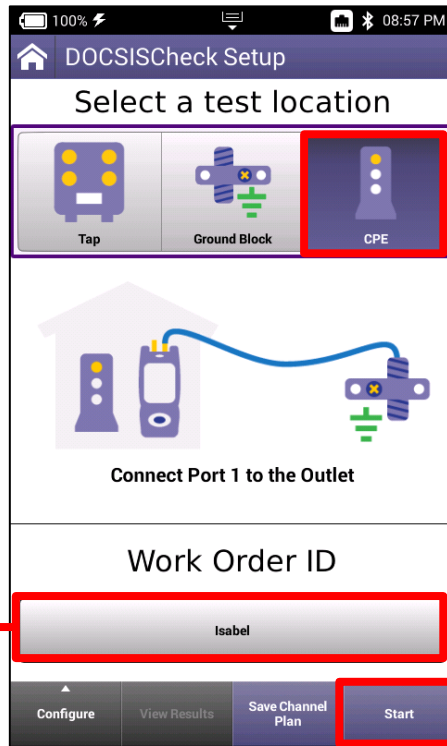 100% 08:57 PM
DOCSISCheck Setup
Select a test location
Tap Ground Block CPE
Connect Port 1 to the Outlet
Work Order ID
Isabel
Configure View Results Save Channel Start
Plan